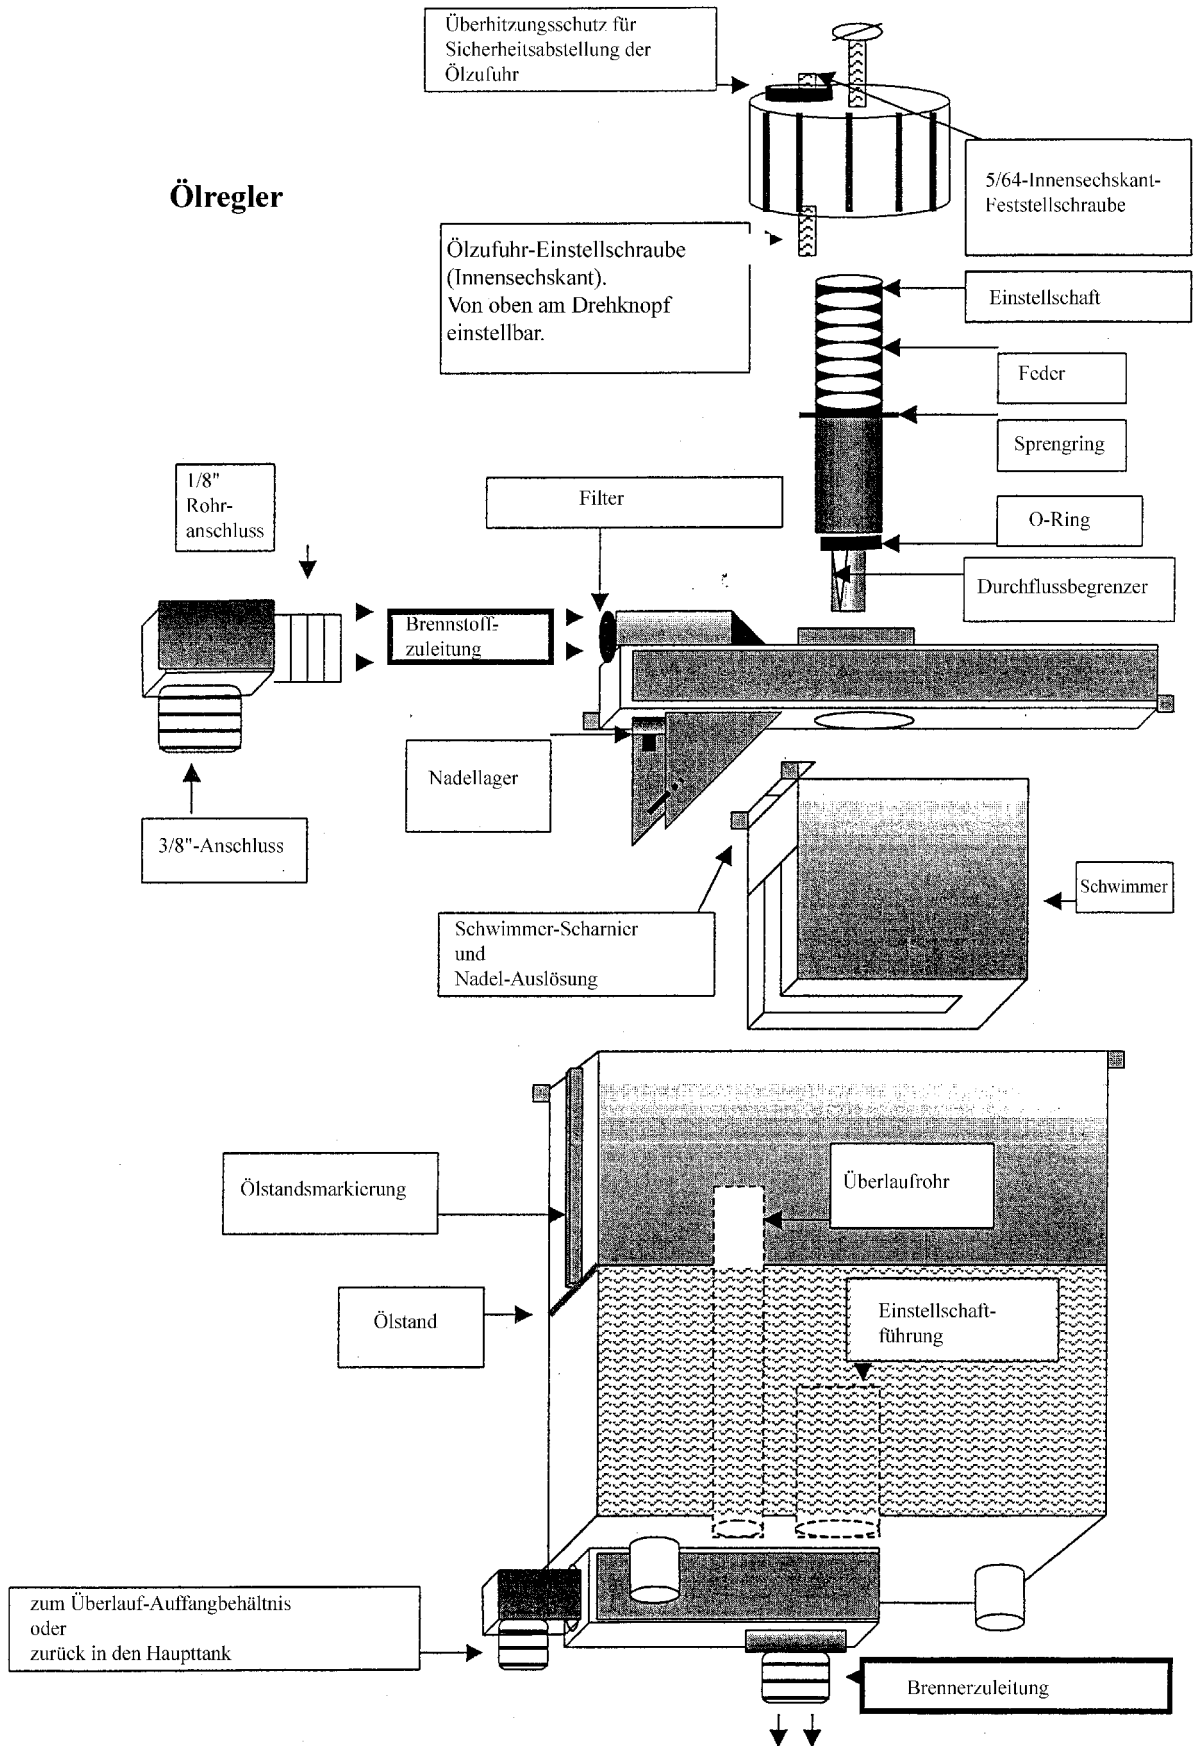 Überhitzungsschutz für
Sicherheitsabstellung der
Ölzufuhr
Ölregler
5/64-Innensechskant-
Feststellschraube
Ölzufuhr-Einstellschraube
(Innensechskant).
Von oben am Drehknopf
einstellbar.
Einstellschaft
Feder
Sprengring
1/8"
Rohr-
anschluss
Filter
O-Ring
Durchflussbegrenzer
Brennstoff-
zuleitung
Nadellager
3/8"-Anschluss
Schwimmer
Schwimmer-Scharnier
und
Nadel-Auslösung
Ölstandsmarkierung
Überlaufrohr
Ölstand
Einstellschaft-
führung
zum Überlauf-Auffangbehältnis
oder
zurück in den Haupttank
Brennerzuleitung